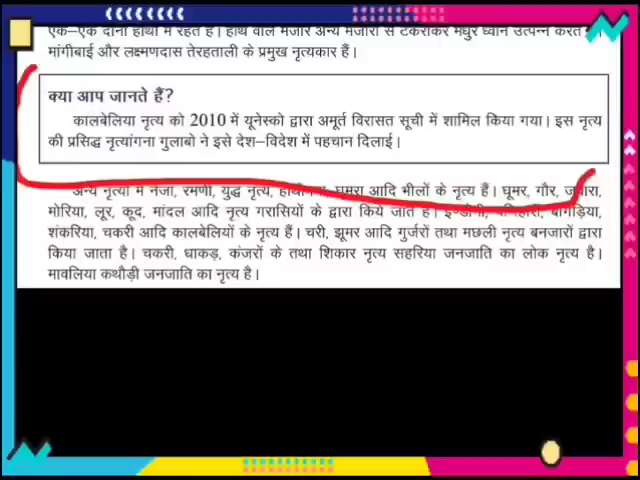 एक-एक दोनों हाथों में रहते हैं। हाथ वाले मंजीरे अन्य मंजीरों से टकराकर मधुर ध्वनि उत्पन्न करते
मांगीबाई और लक्ष्मणदास तेरहताली के प्रमुख नृत्यकार हैं।
क्या आप जानते हैं?
कालबेलिया नृत्य को 2010 में यूनेस्को द्वारा अमूर्त विरासत सूची में शामिल किया गया। इस नृत्य
की प्रसिद्ध नृत्यांगना गुलाबो ने इसे देश–विदेश में पहचान दिलाई।
अन्य नृत्यों में नेजा, रमणी, युद्ध नृत्य, घूमरा आदि भीलों के नृत्य हैं। घूमर, गौर,
मोरिया, लूर, कूद, मांदल आदि नृत्य गरासियों के द्वारा किये जाते हैं। बागड़िया,
शंकरिया, चकरी आदि कालबेलियों के नृत्य हैं। चरी, झूमर आदि गुर्जरों तथा मछली नृत्य बनजारों द्वारा
किया जाता है। चकरी, धाकड़, कंजरों के तथा शिकार नृत्य सहरिया जनजाति का लोक नृत्य है।
मावलिया कथौड़ी जनजाति का नृत्य है।